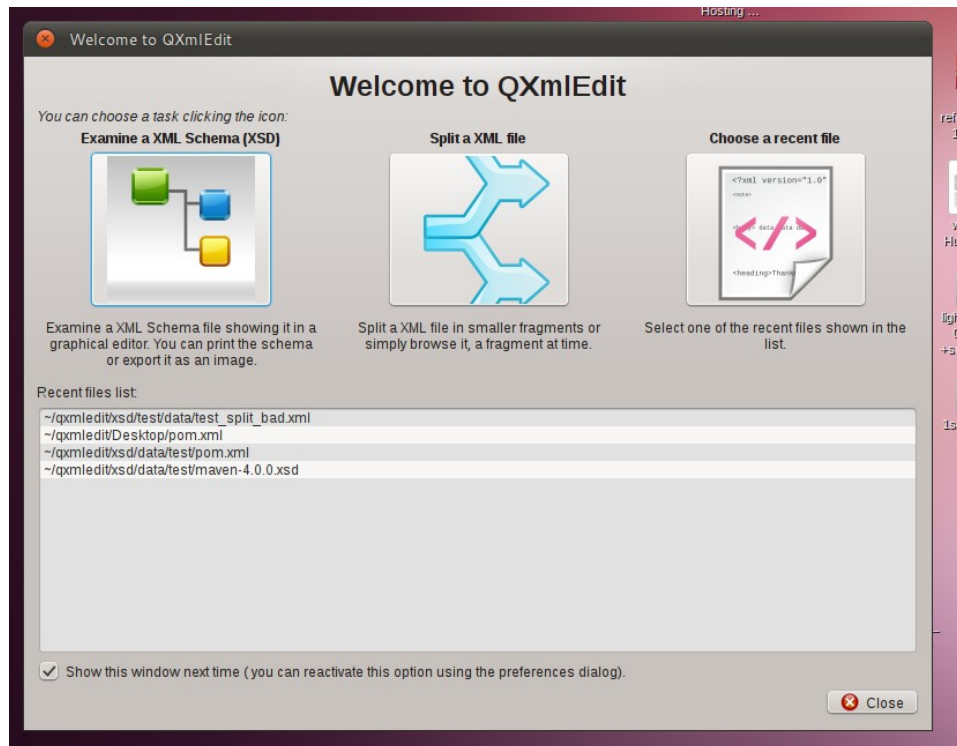 Hosting ...
Welcome to QXmlEdit
Welcome to QXmlEdit
You can choose a task clicking the icon:
Examine a XML Schema (XSD)
Split a XML file
Choose a recent file
<?xml version="1.0"
<note>
</>
data
<heading>Thank
Examine a XML Schema file showing it in a
graphical editor. You can print the schema
or export it as an image.
Split a XML file in smaller fragments or
simply browse it, a fragment at time.
Select one of the recent files shown in the
list.
Recent files list:
~/qxmledit/xsd/test/data/test_split_bad.xml
~/qxmledit/Desktop/pom.xml
~/qxmledit/xsd/data/test/pom.xml
~/qxmledit/xsd/data/test/maven-4.0.0.xsd
Show this window next time (you can reactivate this option using the preferences dialog).
Close